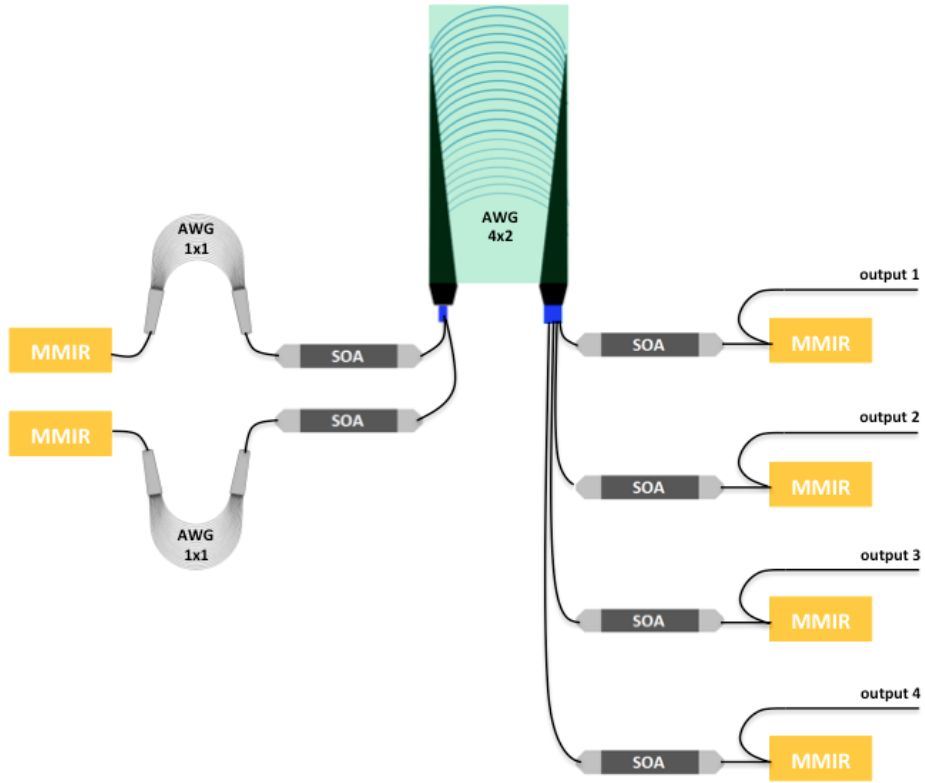 AWG
4x2
AWG
1x1
MMIR
SOA
MMIR
SOA
AWG
1x1
output 1
SOA
MMIR
output 2
SOA
MMIR
output 3
SOA
MMIR
output 4
SOA
MMIR